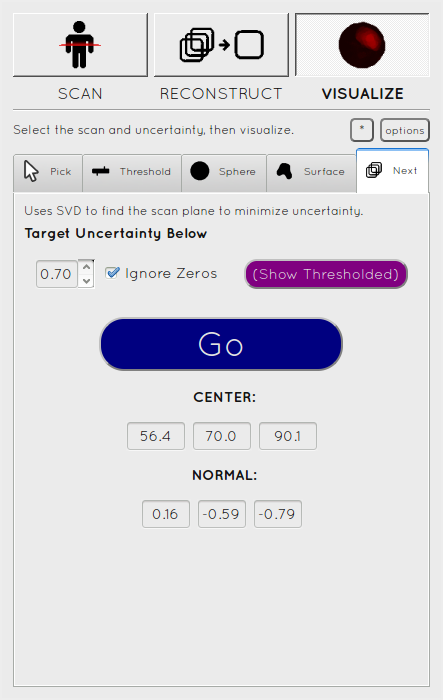 SCAN RECONSTRUCT VISUALIZE
Select the scan and uncertainty, then visualize. * options
Pick Threshold Sphere Surface Next
Uses SVD to find the scan plane to minimize uncertainty.
Target Uncertainty Below
0.70 Ignore Zeros (Show Thresholded)
Go
CENTER:
56.4 70.0 90.1
NORMAL:
0.16 -0.59 -0.79